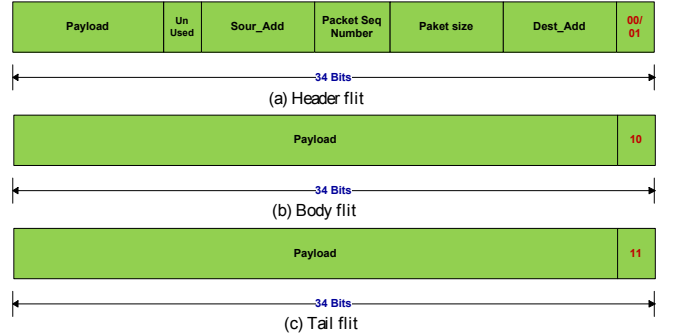 Payload
Un
Used
Sour_Add
Packet Seq
Number
Paket size
Dest_Add
00/
01
34 Bits
(a) Header flit
Payload
10
34 Bits
(b) Body flit
Payload
11
34 Bits
(c) Tail flit